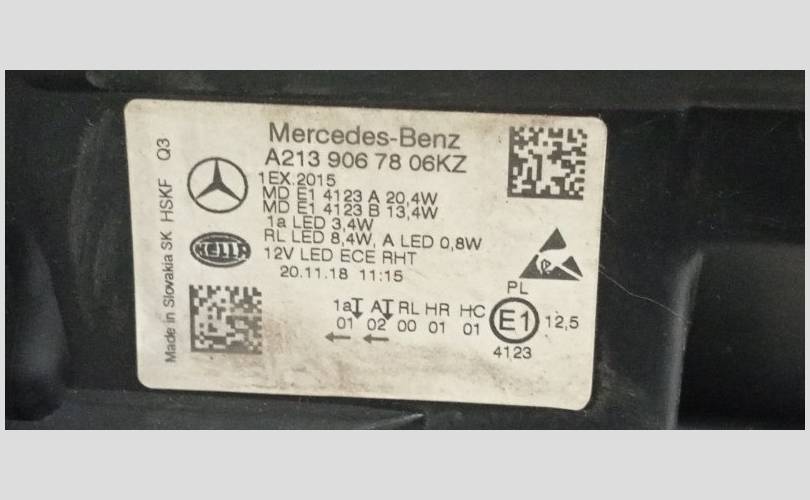 Mercedes-Benz
A213 906 78 06KZ
1EX.2015
MD E1 4123 A 20,4W
MD E1 4123 B 13,4W
1a LED 3,4W
RL LED 8,4W, A LED 0,8W
12V LED ECE RHT
20.11.18 11:15
HELLA
Made in Slovakia SK HSKF Q3
PL
1a A RL HR HC
01 02 00 01 01
E1
12,5
4123